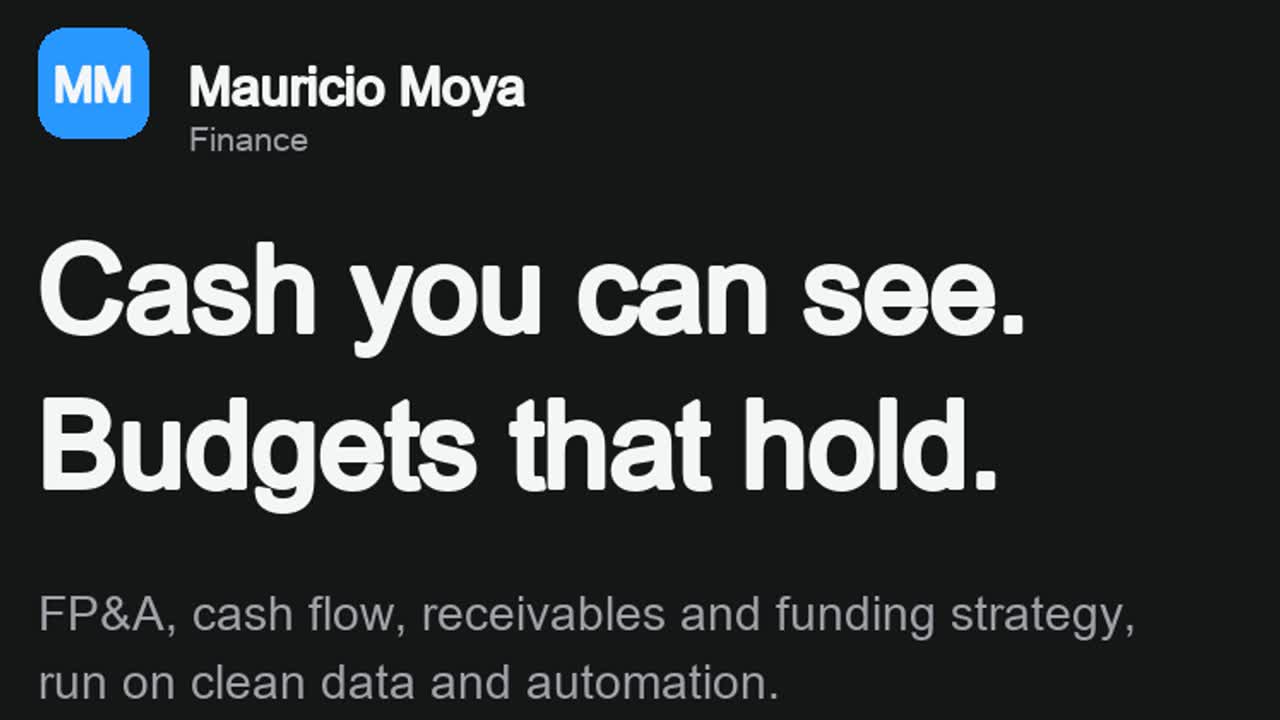 MM
Mauricio Moya
Finance
Cash you can see.
Budgets that hold.
FP&A, cash flow, receivables and funding strategy,
run on clean data and automation.